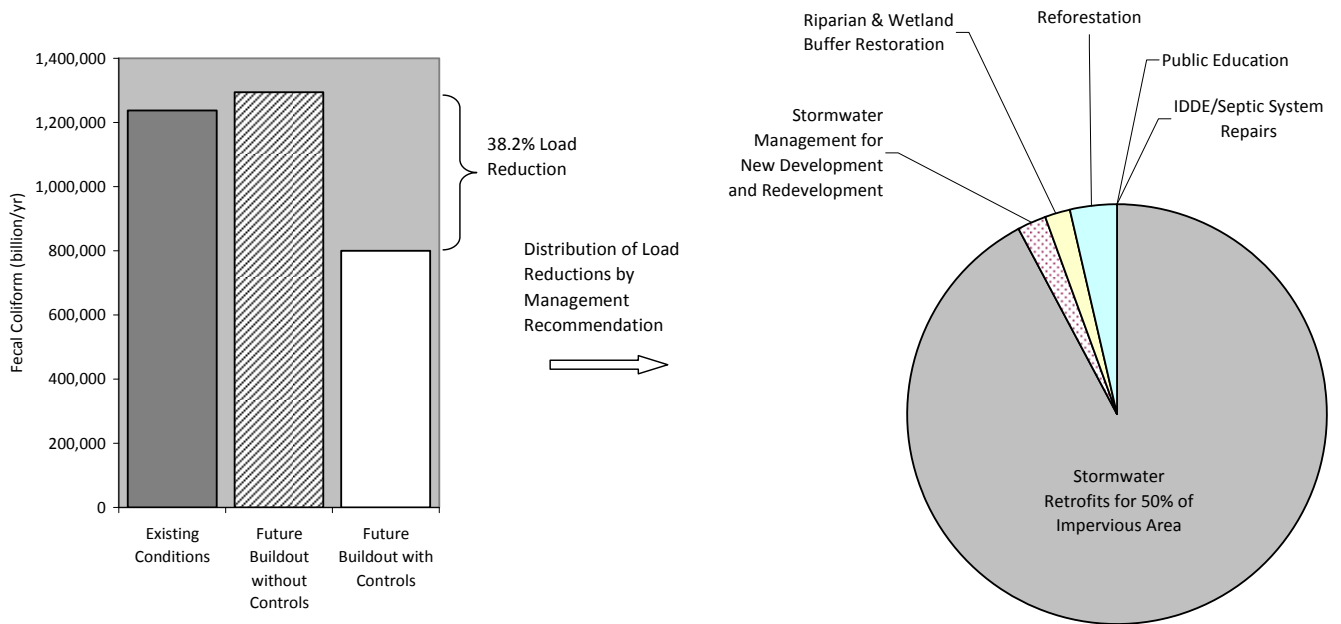 1,400,000
1,200,000
1,000,000
800,000
600,000
400,000
200,000
0
Fecal Coliform (billion/yr)
Existing
Conditions
Future
Buildout
without
Controls
Future
Buildout with
Controls
38.2% Load
Reduction
Distribution of Load
Reductions by
Management
Recommendation
Stormwater
Management for
New Development
and Redevelopment
Riparian & Wetland
Buffer Restoration
Reforestation
Public Education
IDDE/Septic System
Repairs
Stormwater
Retrofits for 50% of
Impervious Area